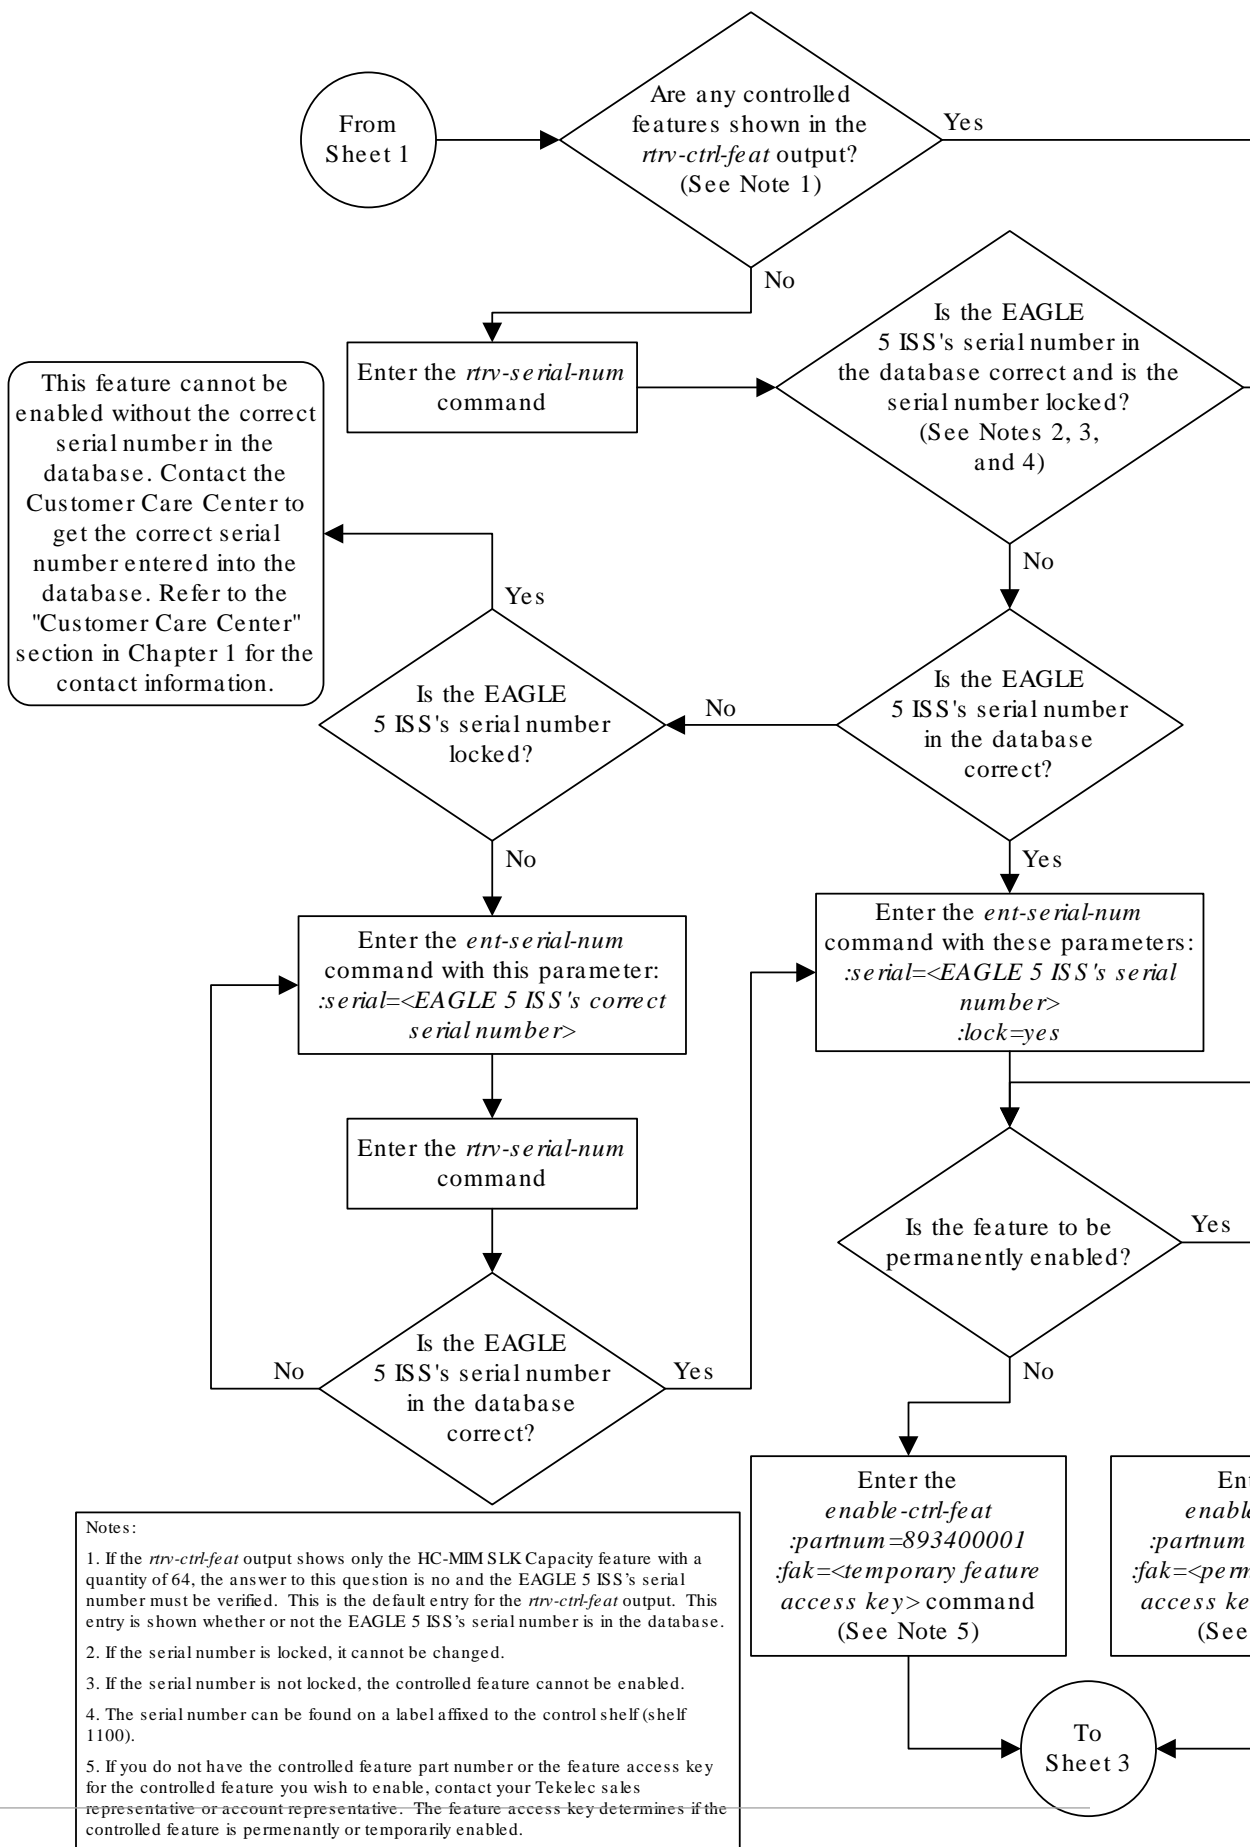 From
Sheet 1
Are any controlled
features shown in the
rtrv-ctrl-feat output?
(See Note 1)
Yes
No
Enter the rtrv-serial-num
command
Is the EAGLE
5 ISS's serial number in
the database correct and is the
serial number locked?
(See Notes 2, 3,
and 4)
No
This feature cannot be
enabled without the correct
serial number in the
database. Contact the
Customer Care Center to
get the correct serial
number entered into the
database. Refer to the
"Customer Care Center"
section in Chapter 1 for the
contact information.
Yes
Is the EAGLE
5 ISS's serial number
locked?
No
Is the EAGLE
5 ISS's serial number
in the database
correct?
No
Yes
Enter the ent-serial-num
command with this parameter:
:serial=<EAGLE 5 ISS's correct
serial number>
Enter the ent-serial-num
command with these parameters:
:serial=<EAGLE 5 ISS's serial
number>
:lock=yes
Enter the rtrv-serial-num
command
Is the feature to be
permanently enabled?
Yes
No
Is the EAGLE
5 ISS's serial number
in the database
correct?
No
Yes
Enter the
enable-ctrl-feat
:partnum=893400001
:fak=<temporary feature
access key> command
(See Note 5)
:partnum
access
(See
To
Sheet 3
Notes:
1. If the rtrv-ctrl-feat output shows only the HC-MIM SLK Capacity feature with a
quantity of 64, the answer to this question is no and the EAGLE 5 ISS's serial
number must be verified. This is the default entry for the rtrv-ctrl-feat output. This
entry is shown whether or not the EAGLE 5 ISS's serial number is in the database.
2. If the serial number is locked, it cannot be changed.
3. If the serial number is not locked, the controlled feature cannot be enabled.
4. The serial number can be found on a label affixed to the control shelf (shelf
1100).
5. If you do not have the controlled feature part number or the feature access key
for the controlled feature you wish to enable, contact your Tekelec sales
representative or account representative. The feature access key determines if the
controlled feature is permenantly or temporarily enabled.